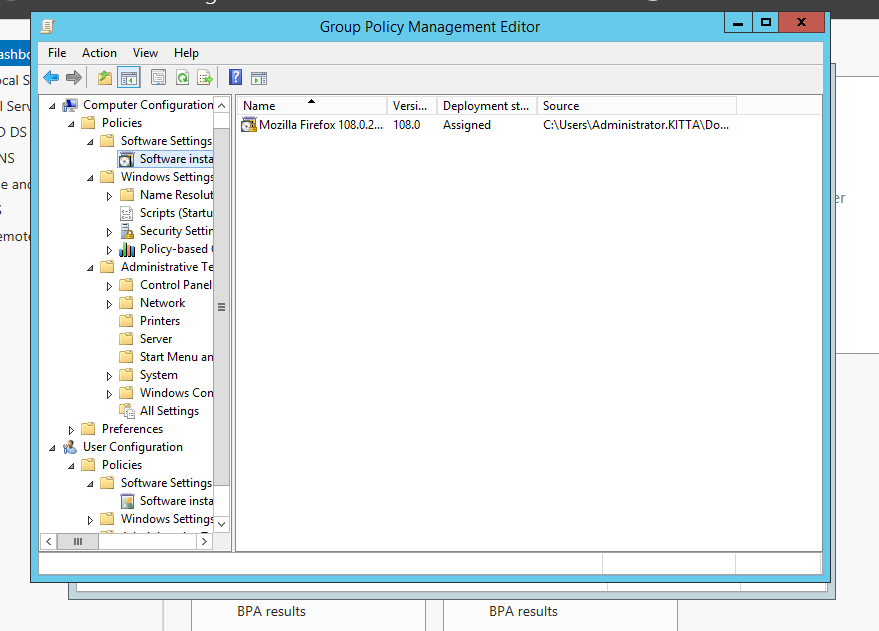 Group Policy Management Editor
File Action View Help
Computer Configuration
Policies
Software Settings
Software insta
Windows Settings
Name Resolut
Scripts (Startu
Security Settin
Policy-based
Administrative Te
Control Panel
Network
Printers
Server
Start Menu an
System
Windows Con
All Settings
Preferences
User Configuration
Policies
Software Settings
Software insta
Windows Settings
Name Versi... Deployment st... Source
Mozilla Firefox 108.0.2... 108.0 Assigned C:\Users\Administrator.KITTA\Do...
ashbo
ocal S
l Serv
D DS
NS
e and
emote
er
BPA results
BPA results